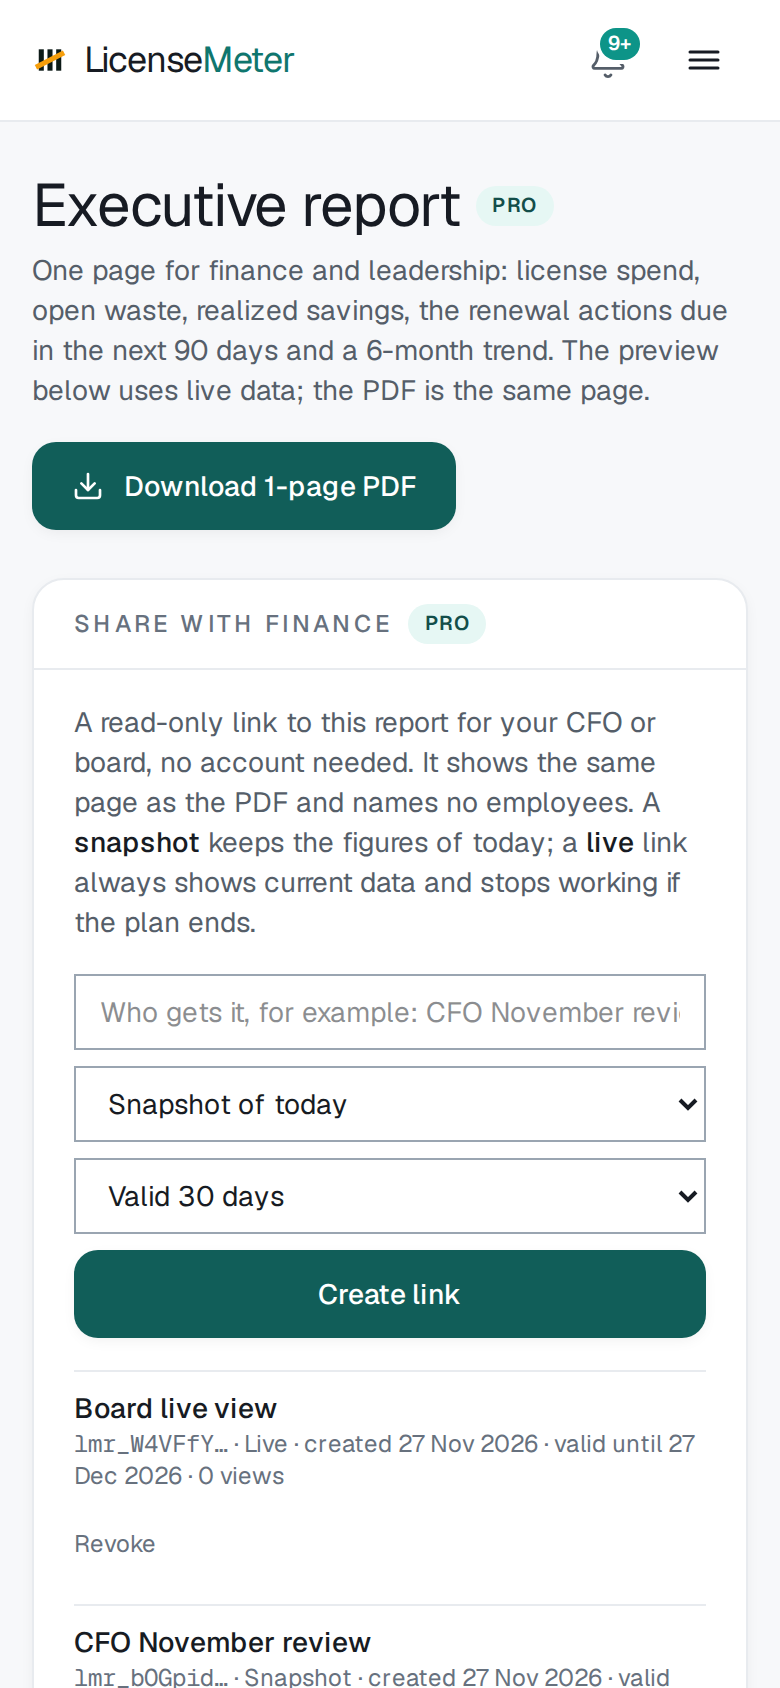 LicenseMeter
9+
Executive report PRO
One page for finance and leadership: license spend,
open waste, realized savings, the renewal actions due
in the next 90 days and a 6-month trend. The preview
below uses live data; the PDF is the same page.
Download 1-page PDF
SHARE WITH FINANCE PRO
A read-only link to this report for your CFO or
board, no account needed. It shows the same
page as the PDF and names no employees. A
snapshot keeps the figures of today; a live link
always shows current data and stops working if
the plan ends.
Who gets it, for example: CFO November revi
Snapshot of today
Valid 30 days
Create link
Board live view
lmr_W4VFfY… · Live · created 27 Nov 2026 · valid until 27
Dec 2026 · 0 views
Revoke
CFO November review
lmr_b0Gpid… · Snapshot · created 27 Nov 2026 · valid